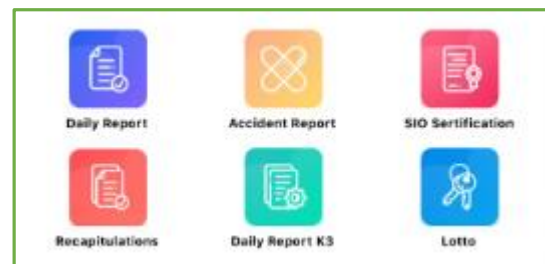 Daily Report
Accident Report
SIO Sertification
Recapitulations
Daily Report K3
Lotto